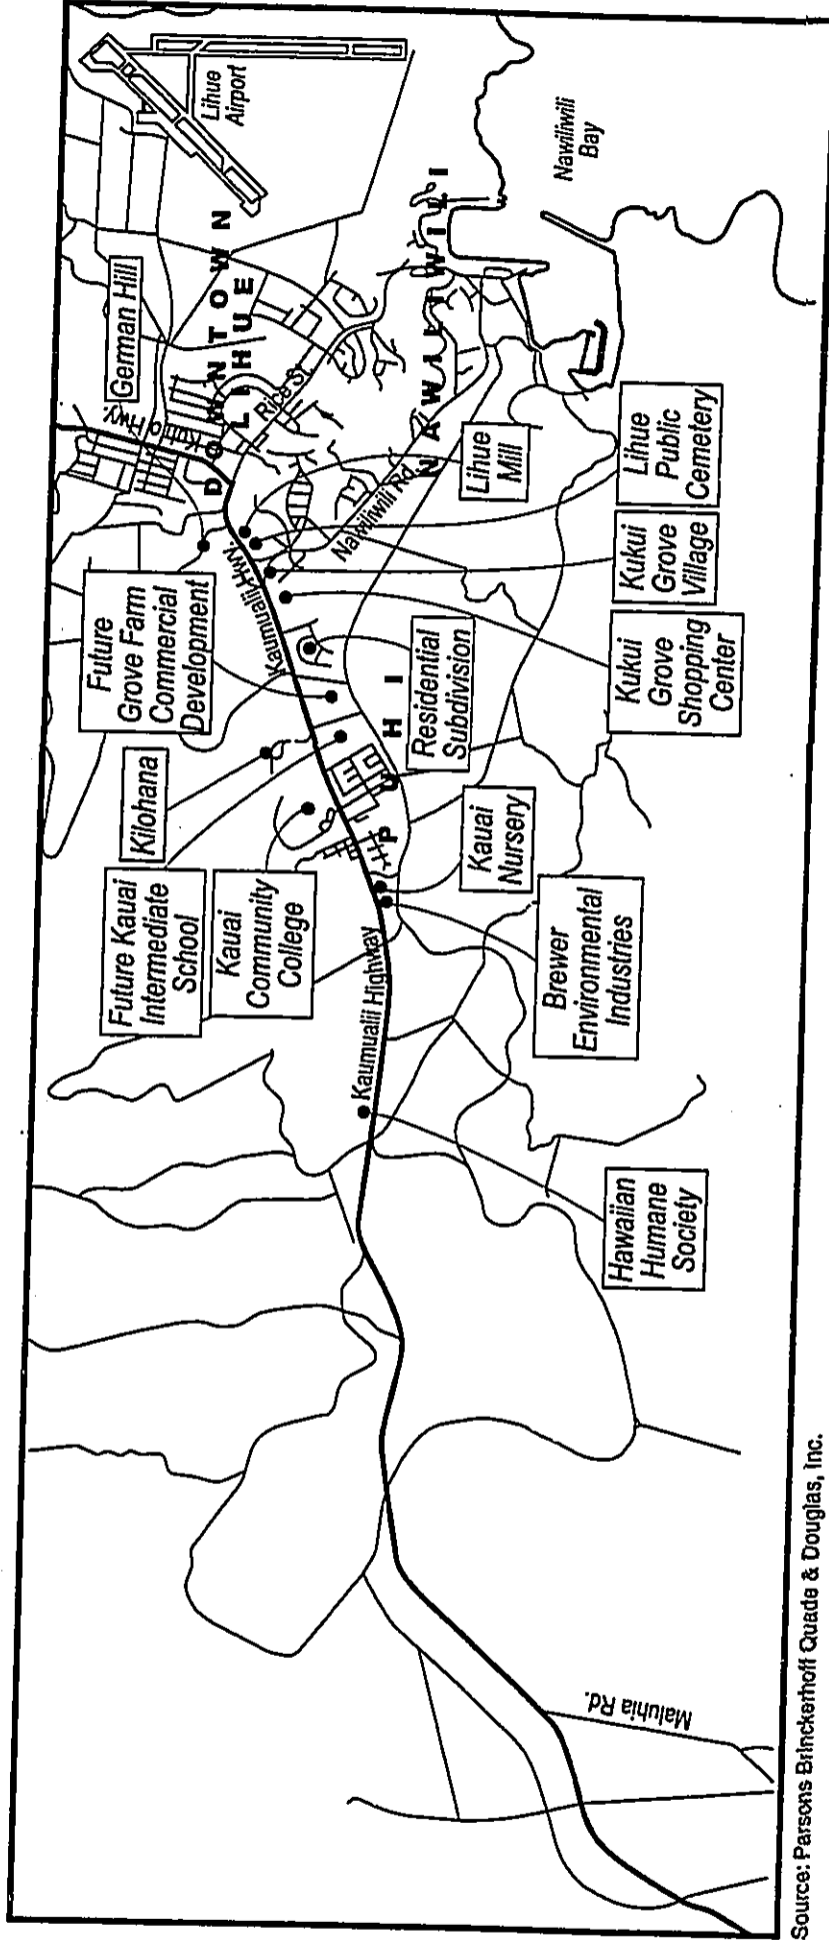 Lihue
Airport
Nawiliwili
Bay
German Hill
DOWNTOWN
LIHUE
Kuhio Hwy.
Rice St.
NAWILIWILI
Nawiliwili Rd.
Lihue
Mill
Lihue
Public
Cemetery
Kukui
Grove
Village
Kukui
Grove
Shopping
Center
Future
Grove Farm
Commercial
Development
Kaumualii Hwy.
Residential
Subdivision
PUHI
Kilohana
Future Kauai
Intermediate
School
Kauai
Community
College
Kauai
Nursery
Brewer
Environmental
Industries
Kaumualii Highway
Hawaiian
Humane
Society
Maluhia Rd.
Source: Parsons Brinckerhoff Quade & Douglas, Inc.